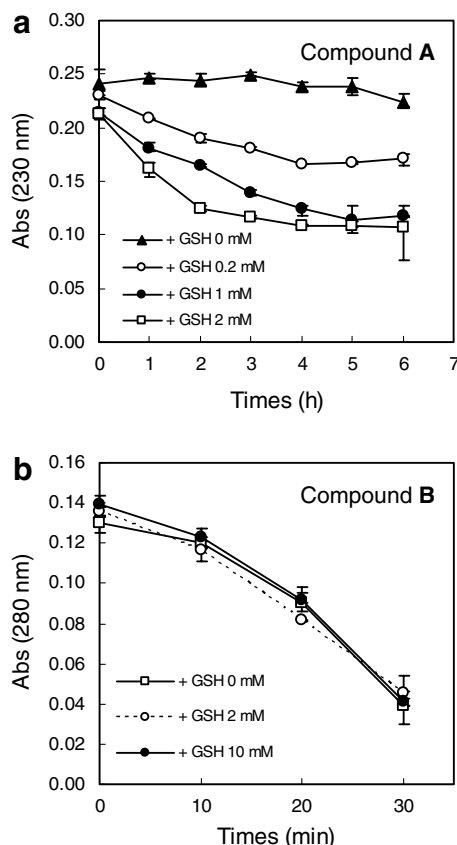 a
0.30
Compound A
0.25
0.20
0.15
0.10
0.05
0.00
Abs (230 nm)
+ GSH 0 mM
+ GSH 0.2 mM
+ GSH 1 mM
+ GSH 2 mM
0 1 2 3 4 5 6 7
Times (h)
b
0.16
Compound B
0.14
0.12
0.10
0.08
0.06
0.04
0.02
0.00
Abs (280 nm)
+ GSH 0 mM
+ GSH 2 mM
+ GSH 10 mM
0 10 20 30
Times (min)